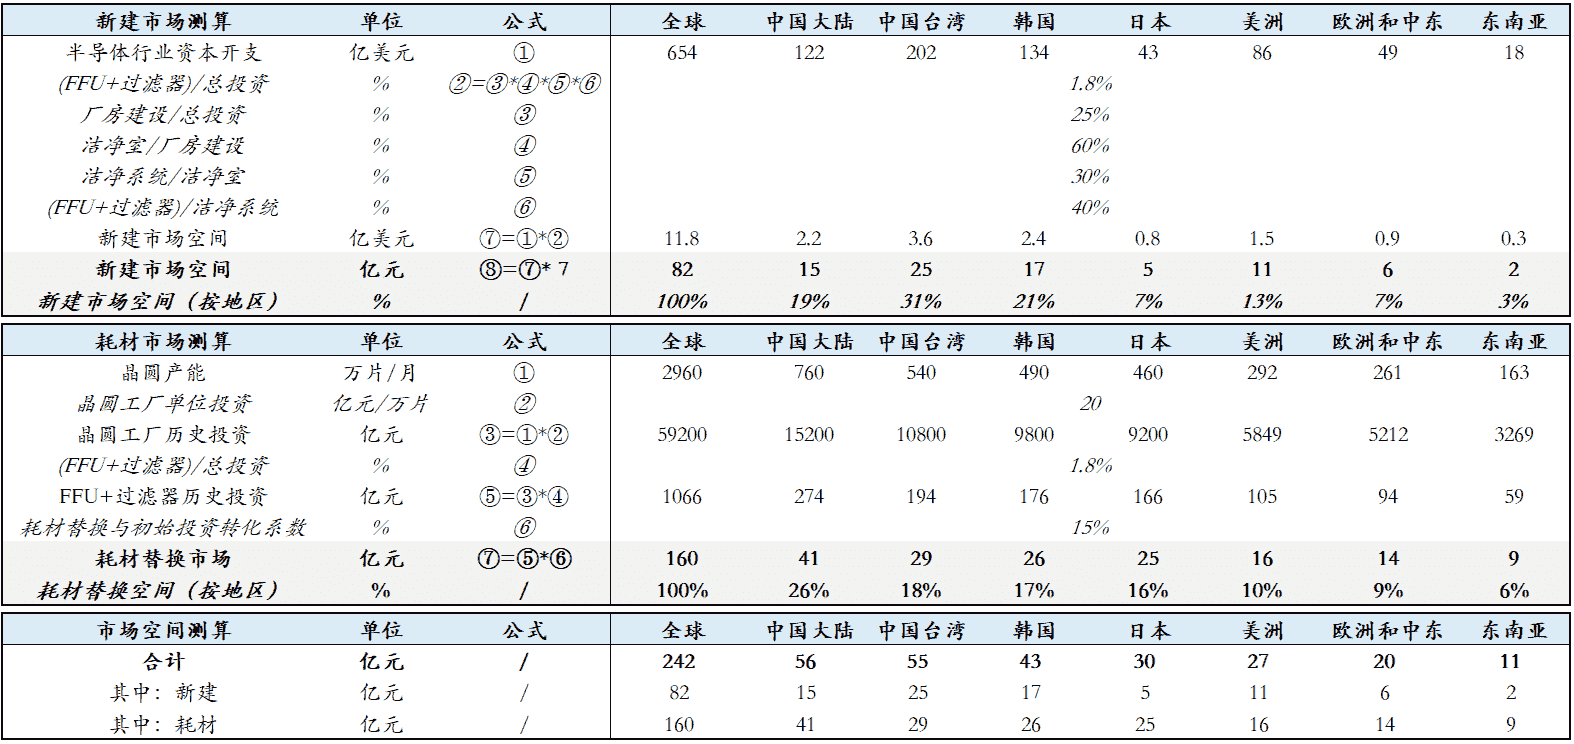 新建市场测算 单位 公式 全球 中国大陆 中国台湾 韩国 日本 美洲 欧洲和中东 东南亚
半导体行业资本开支 亿美元 ① 654 122 202 134 43 86 49 18
(FFU+过滤器)/总投资 % ②=③*④*⑤*⑥ 1.8%
厂房建设/总投资 % ③ 25%
洁净室/厂房建设 % ④ 60%
洁净系统/洁净室 % ⑤ 30%
(FFU+过滤器)/洁净系统 % ⑥ 40%
新建市场空间 亿美元 ⑦=①*② 11.8 2.2 3.6 2.4 0.8 1.5 0.9 0.3
新建市场空间 亿元 ⑧=⑦* 7 82 15 25 17 5 11 6 2
新建市场空间（按地区） % / 100% 19% 31% 21% 7% 13% 7% 3%
耗材市场测算 单位 公式 全球 中国大陆 中国台湾 韩国 日本 美洲 欧洲和中东 东南亚
晶圆产能 万片/月 ① 2960 760 540 490 460 292 261 163
晶圆工厂单位投资 亿元/万片 ② 20
晶圆工厂历史投资 亿元 ③=①*② 59200 15200 10800 9800 9200 5849 5212 3269
(FFU+过滤器)/总投资 % ④ 1.8%
FFU+过滤器历史投资 亿元 ⑤=③*④ 1066 274 194 176 166 105 94 59
耗材替换与初始投资转化系数 % ⑥ 15%
耗材替换市场 亿元 ⑦=⑤*⑥ 160 41 29 26 25 16 14 9
耗材替换空间（按地区） % / 100% 26% 18% 17% 16% 10% 9% 6%
市场空间测算 单位 公式 全球 中国大陆 中国台湾 韩国 日本 美洲 欧洲和中东 东南亚
合计 亿元 / 242 56 55 43 30 27 20 11
其中：新建 亿元 / 82 15 25 17 5 11 6 2
其中：耗材 亿元 / 160 41 29 26 25 16 14 9